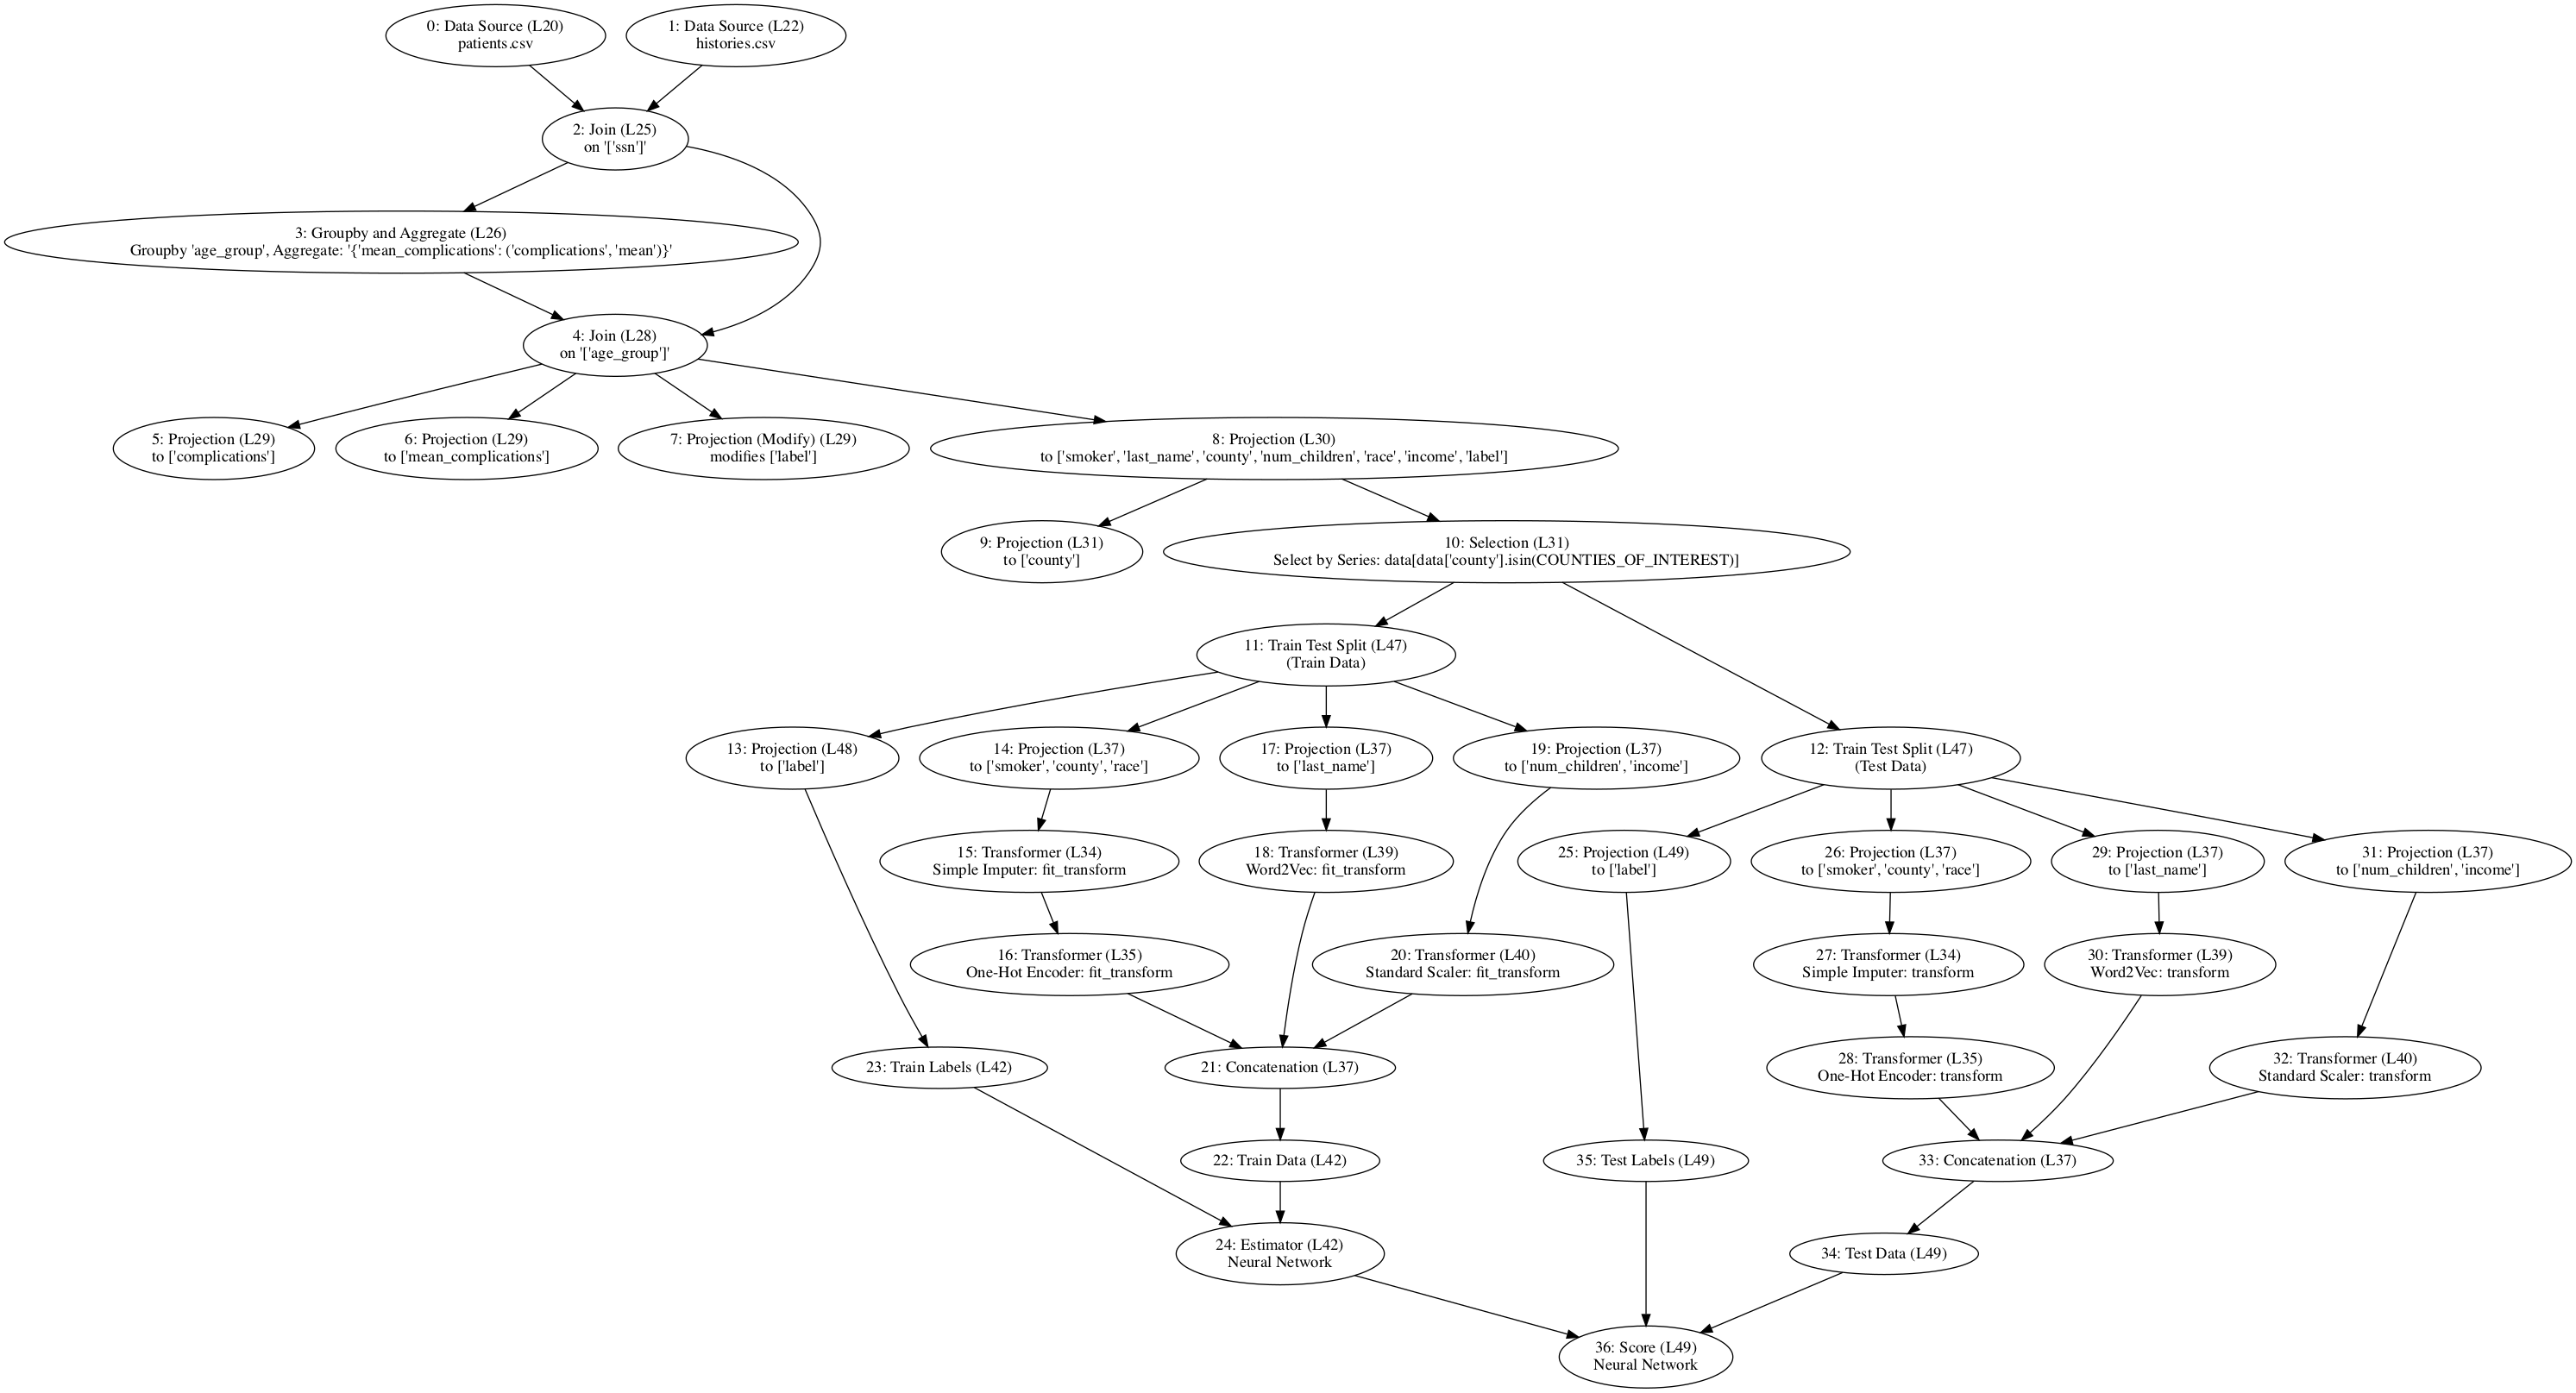 0: Data Source (L20)
patients.csv
1: Data Source (L22)
histories.csv
2: Join (L25)
on '['ssn']'
3: Groupby and Aggregate (L26)
Groupby 'age_group', Aggregate: '{'mean_complications': ('complications', 'mean')}'
4: Join (L28)
on '['age_group']'
5: Projection (L29)
to ['complications']
6: Projection (L29)
to ['mean_complications']
7: Projection (Modify) (L29)
modifies ['label']
8: Projection (L30)
to ['smoker', 'last_name', 'county', 'num_children', 'race', 'income', 'label']
9: Projection (L31)
to ['county']
10: Selection (L31)
Select by Series: data[data['county'].isin(COUNTIES_OF_INTEREST)]
11: Train Test Split (L47)
(Train Data)
13: Projection (L48)
to ['label']
14: Projection (L37)
to ['smoker', 'county', 'race']
17: Projection (L37)
to ['last_name']
19: Projection (L37)
to ['num_children', 'income']
12: Train Test Split (L47)
(Test Data)
15: Transformer (L34)
Simple Imputer: fit_transform
18: Transformer (L39)
Word2Vec: fit_transform
25: Projection (L49)
to ['label']
26: Projection (L37)
to ['smoker', 'county', 'race']
29: Projection (L37)
to ['last_name']
31: Projection (L37)
to ['num_children', 'income']
16: Transformer (L35)
One-Hot Encoder: fit_transform
20: Transformer (L40)
Standard Scaler: fit_transform
27: Transformer (L34)
Simple Imputer: transform
30: Transformer (L39)
Word2Vec: transform
23: Train Labels (L42)
21: Concatenation (L37)
28: Transformer (L35)
One-Hot Encoder: transform
32: Transformer (L40)
Standard Scaler: transform
22: Train Data (L42)
35: Test Labels (L49)
33: Concatenation (L37)
24: Estimator (L42)
Neural Network
34: Test Data (L49)
36: Score (L49)
Neural Network